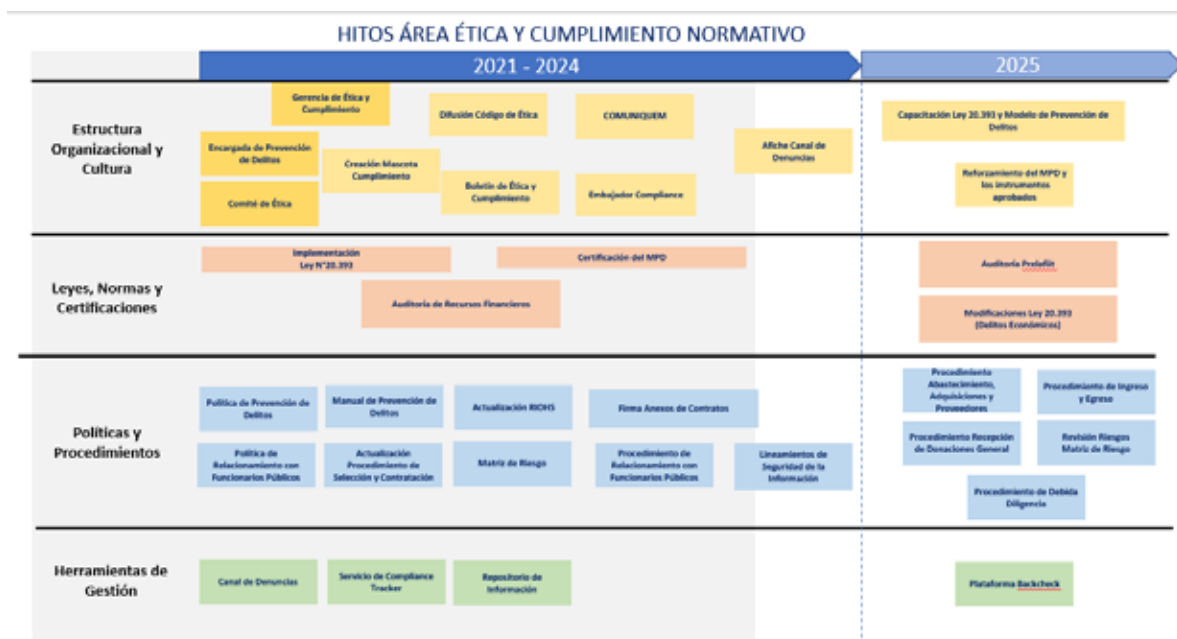 HITOS ÁREA ÉTICA Y CUMPLIMIENTO NORMATIVO
2021 - 2024
2025
Estructura
Organizacional y
Cultura
Gerencia de Ética y
Cumplimiento
Encargada de Prevención
de Delitos
Comité de Ética
Creación Mascota
Cumplimiento
Difusión Código de Ética
Boletín de Ética y
Cumplimiento
COMUNIQUEM
Embajador Compliance
Afiche Canal de
Denuncias
Capacitación Ley 20.393 y Modelo de Prevención de
Delitos
Reforzamiento del MPD y
los instrumentos
aprobados
Leyes, Normas y
Certificaciones
Implementación
Ley N°20.393
Certificación del MPD
Auditoría de Recursos Financieros
Auditoría Prelafit
Modificaciones Ley 20.393
(Delitos Económicos)
Políticas y
Procedimientos
Política de Prevención de
Delitos
Manual de Prevención de
Delitos
Actualización RIOHS
Firma Anexos de Contratos
Política de
Relacionamiento con
Funcionarios Públicos
Actualización
Procedimiento de
Selección y Contratación
Matriz de Riesgo
Procedimiento de
Relacionamiento con
Funcionarios Públicos
Lineamientos de
Seguridad de la
Información
Procedimiento
Abastecimiento,
Adquisiciones y
Proveedores
Procedimiento de Ingreso
y Egreso
Procedimiento Recepción
de Donaciones General
Revisión Riesgos
Matriz de Riesgo
Procedimiento de Debida
Diligencia
Herramientas de
Gestión
Canal de Denuncias
Servicio de Compliance
Tracker
Repositorio de
Información
Plataforma Backcheck